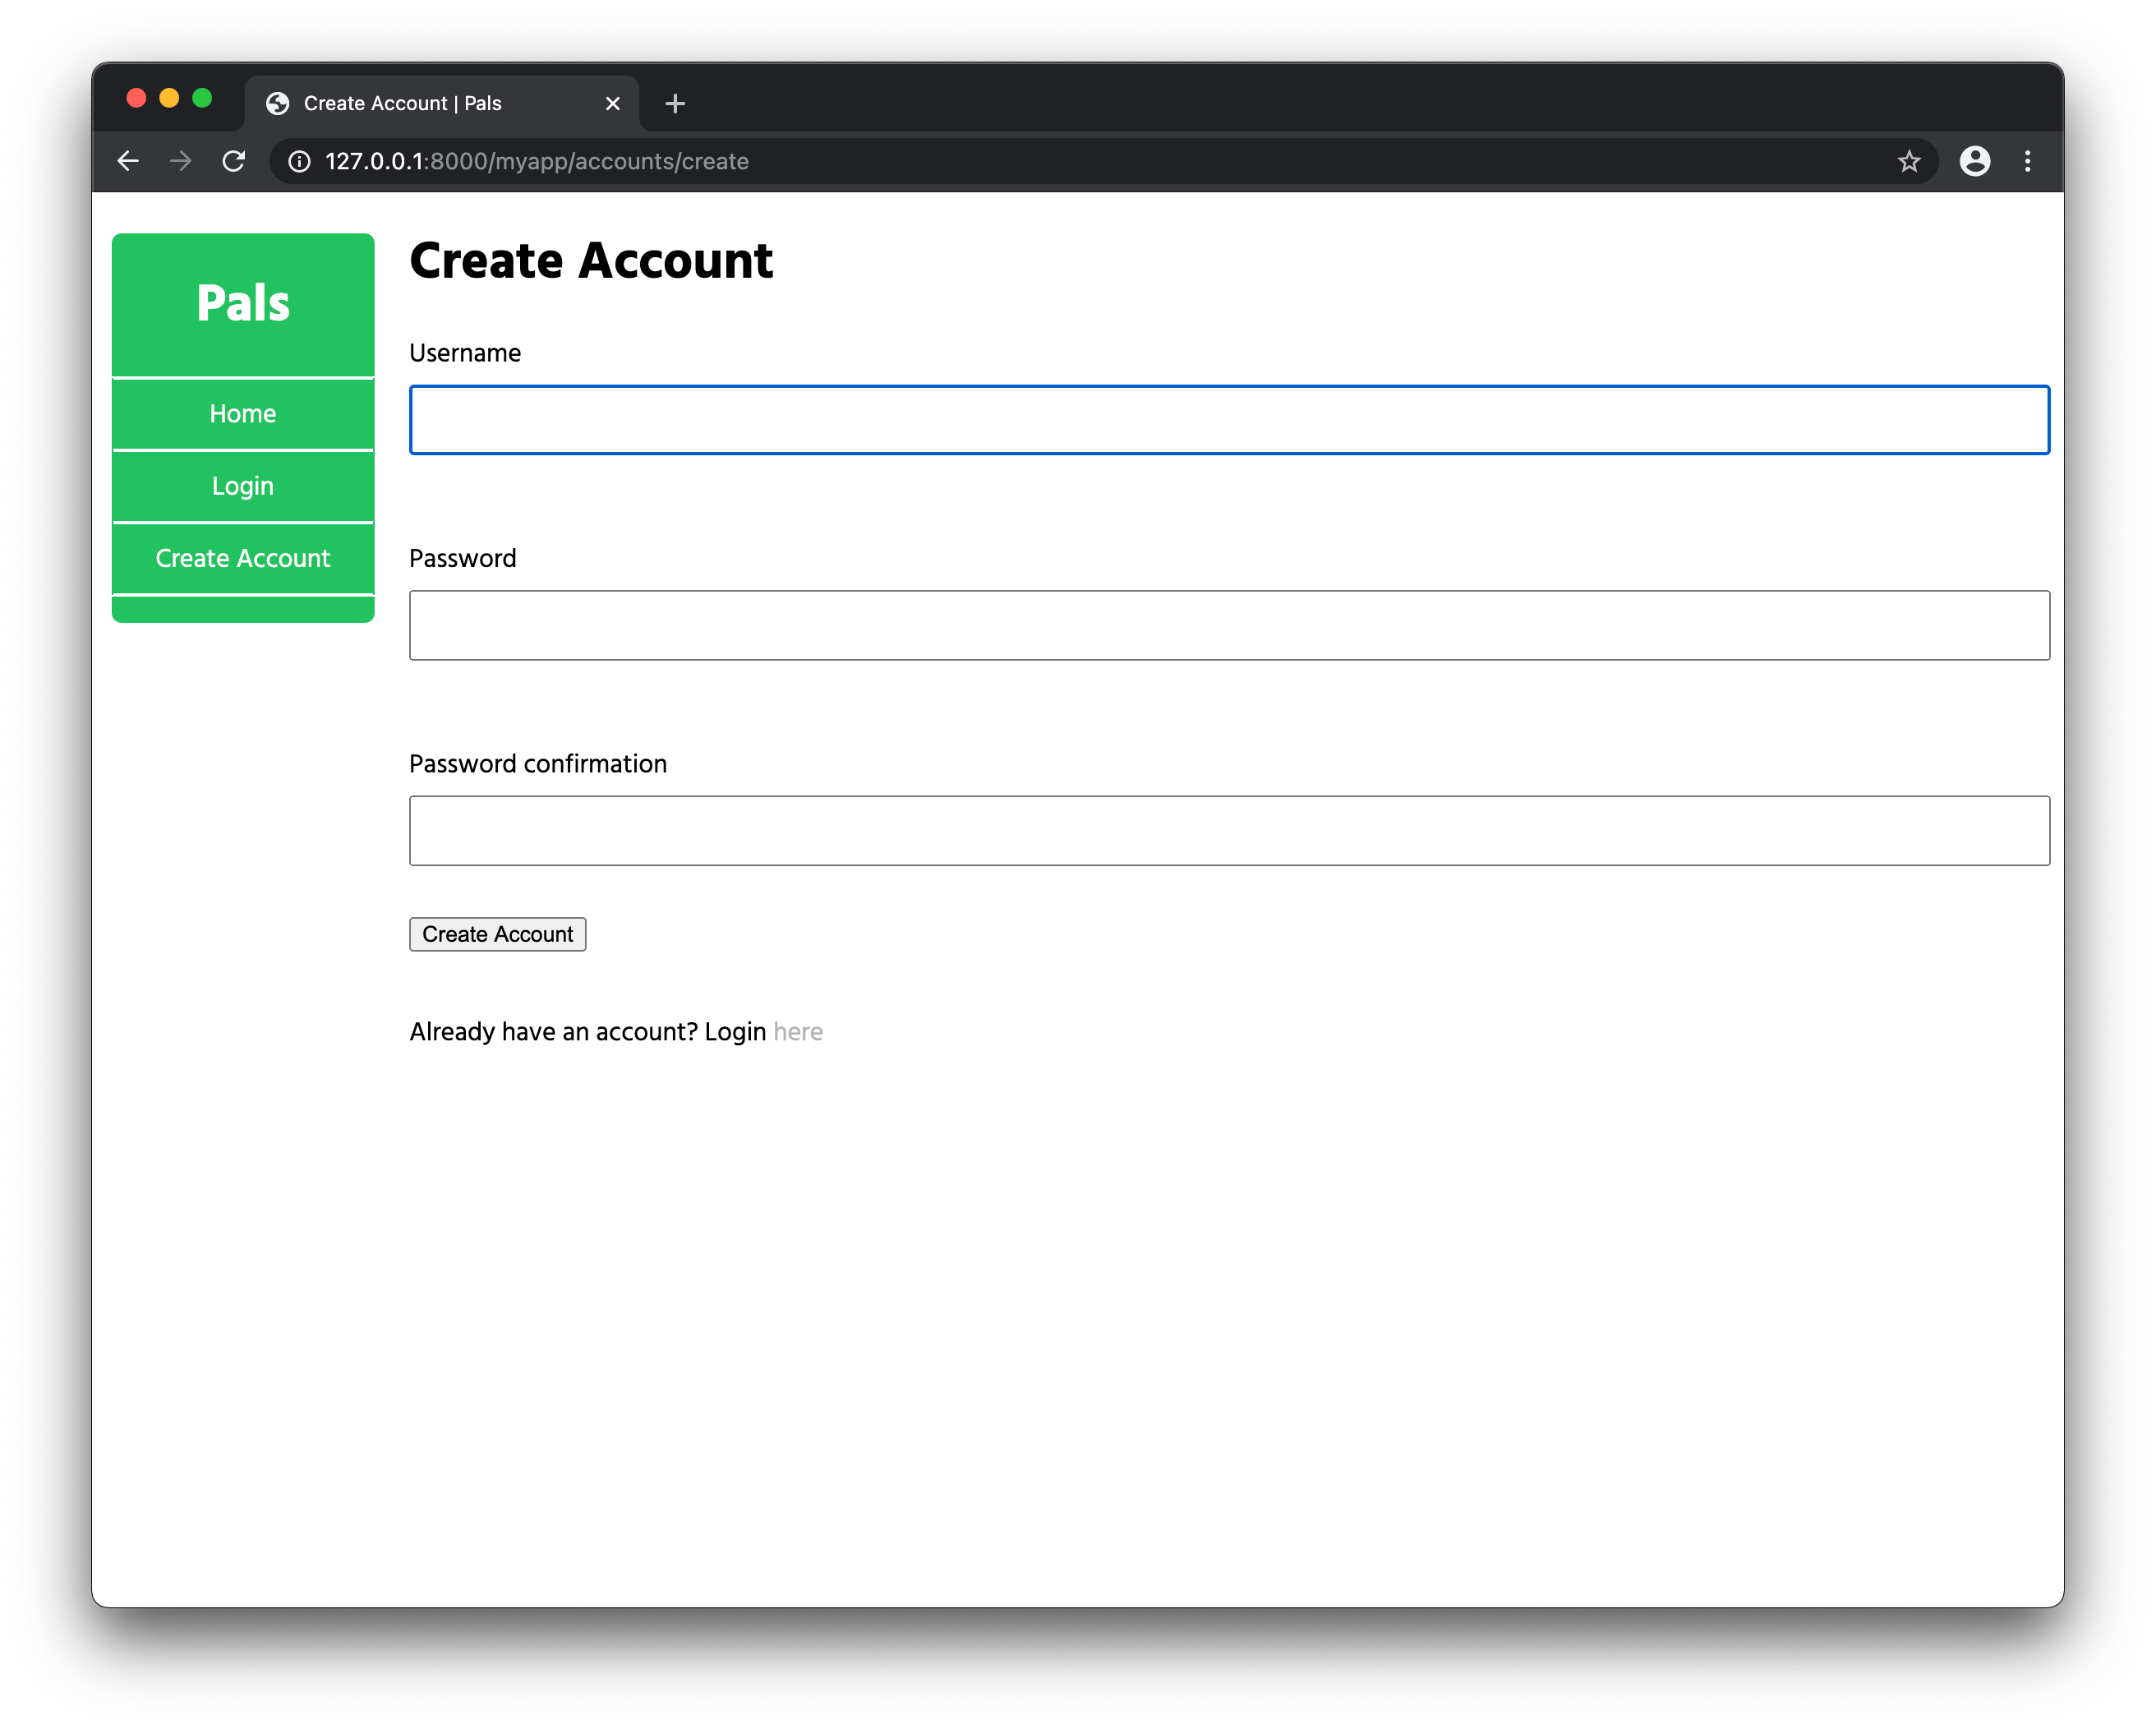 Create Account | Pals
127.0.0.1:8000/myapp/accounts/create
Pals
Home
Login
Create Account
Create Account
Username
Password
Password confirmation
Create Account
Already have an account? Login here